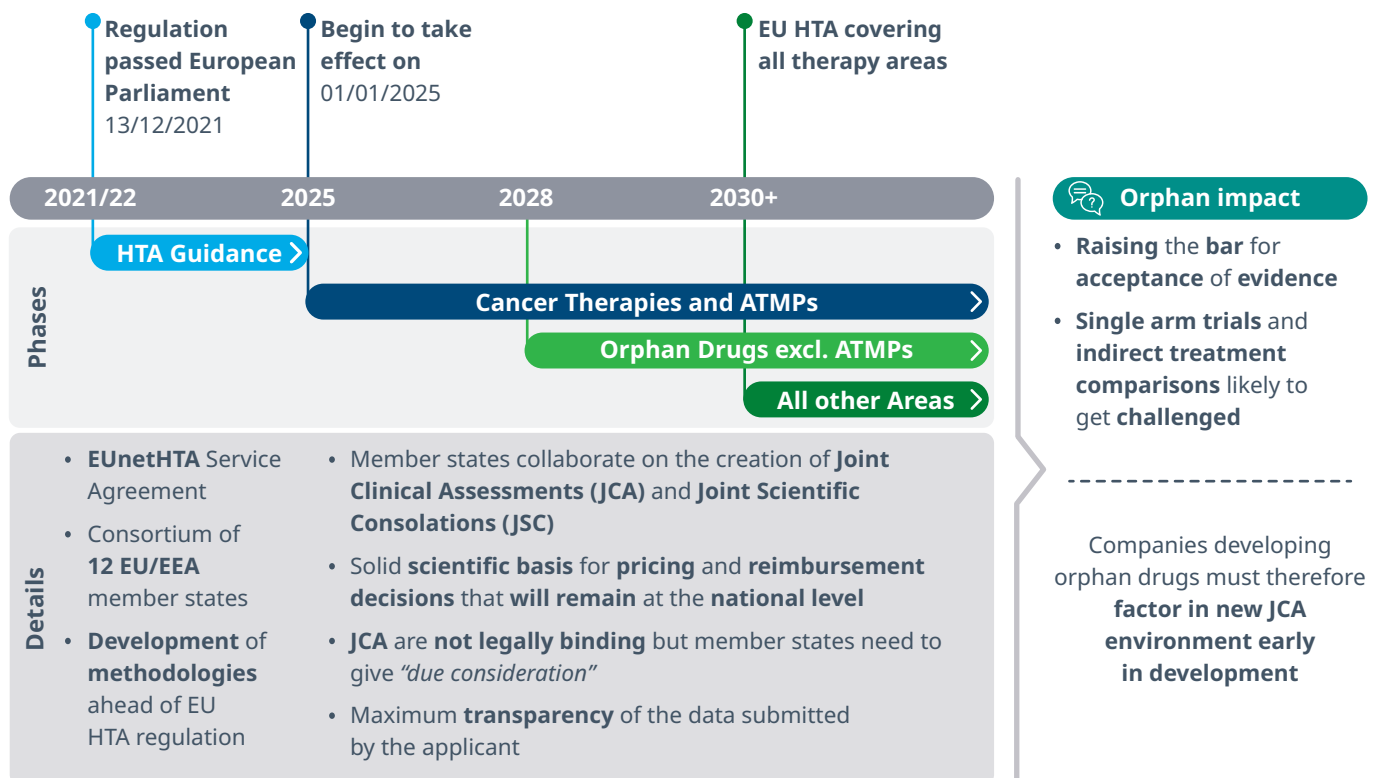 Regulation
passed European
Parliament
13/12/2021
Begin to take
effect on
01/01/2025
EU HTA covering
all therapy areas
2021/22
2025
2028
2030+
Phases
HTA Guidance
Cancer Therapies and ATMPs
Orphan Drugs excl. ATMPs
All other Areas
Details
• EUnetHTA Service
Agreement
• Consortium of
12 EU/EEA
member states
• Development of
methodologies
ahead of EU
HTA regulation
• Member states collaborate on the creation of Joint
Clinical Assessments (JCA) and Joint Scientific
Consolations (JSC)
• Solid scientific basis for pricing and reimbursement
decisions that will remain at the national level
• JCA are not legally binding but member states need to
give “due consideration”
• Maximum transparency of the data submitted
by the applicant
?
Orphan impact
• Raising the bar for
acceptance of evidence
• Single arm trials and
indirect treatment
comparisons likely to
get challenged
Companies developing
orphan drugs must therefore
factor in new JCA
environment early
in development